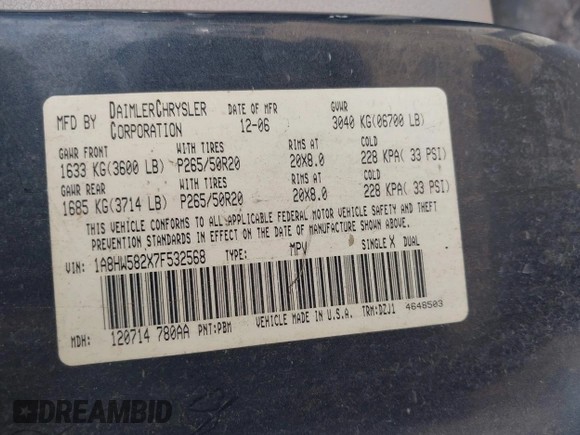 MFD BY DAIMLERCHRYSLER CORPORATION DATE OF MFR 12-06 GVWR 3040 KG(06700 LB)
GAWR FRONT WITH TIRES RIMS AT COLD
1633 KG(3600 LB) P265/50R20 20X8.0 228 KPA( 33 PSI)
GAWR REAR WITH TIRES RIMS AT COLD
1685 KG(3714 LB) P265/50R20 20X8.0 228 KPA( 33 PSI)
THIS VEHICLE CONFORMS TO ALL APPLICABLE FEDERAL MOTOR VEHICLE SAFETY AND THEFT
PREVENTION STANDARDS IN EFFECT ON THE DATE OF MANUFACTURE SHOWN ABOVE.
VIN: 1A8HW582X7F532568 TYPE: MPV SINGLE X DUAL
MDH: 120714 780AA PNT:PBM VEHICLE MADE IN U.S.A. TRM:DZJ1 4646503
DREAMBID